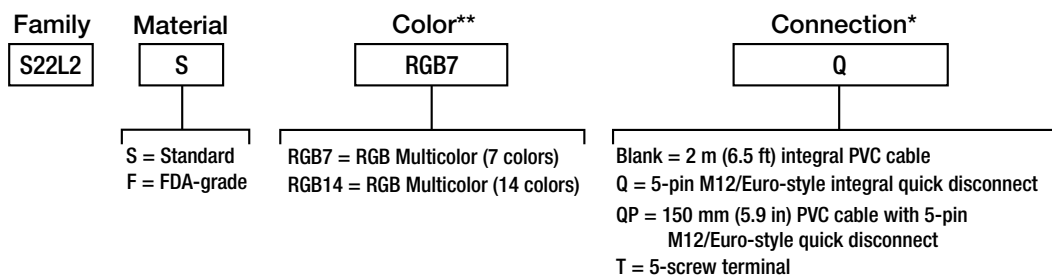 Family Material Color** Connection*
S22L2 S RGB7 Q
S = Standard
F = FDA-grade
RGB7 = RGB Multicolor (7 colors)
RGB14 = RGB Multicolor (14 colors)
Blank = 2 m (6.5 ft) integral PVC cable
Q = 5-pin M12/Euro-style integral quick disconnect
QP = 150 mm (5.9 in) PVC cable with 5-pin
M12/Euro-style quick disconnect
T = 5-screw terminal